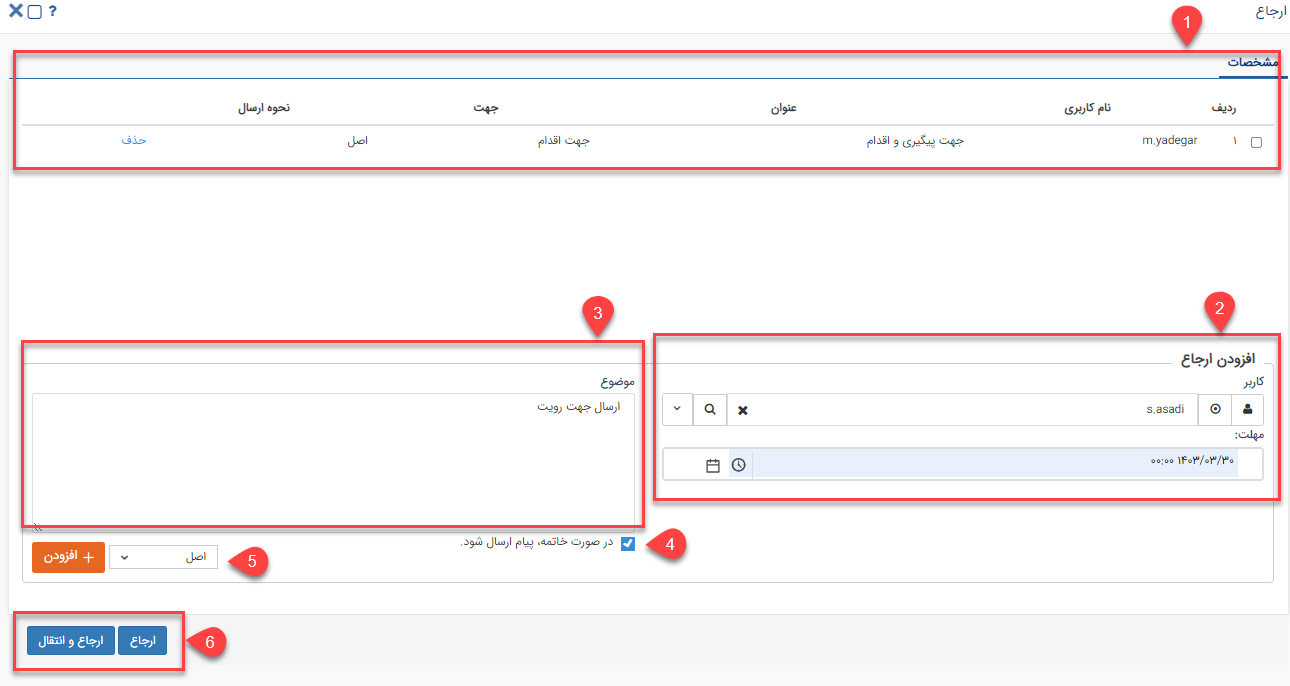 ارجاع
?
1
مشخصات
ردیف نام کاربری عنوان جهت نحوه ارسال
۱ m.yadegar جهت پیگیری و اقدام جهت اقدام اصل حذف
2
افزودن ارجاع
کاربر
s.asadi
مهلت:
۱۴۰۳/۰۳/۳۰ ۰۰:۰۰
3
موضوع
ارسال جهت رویت
در صورت خاتمه، پیام ارسال شود.
4
اصل
+ افزودن
5
ارجاع
ارجاع و انتقال
6